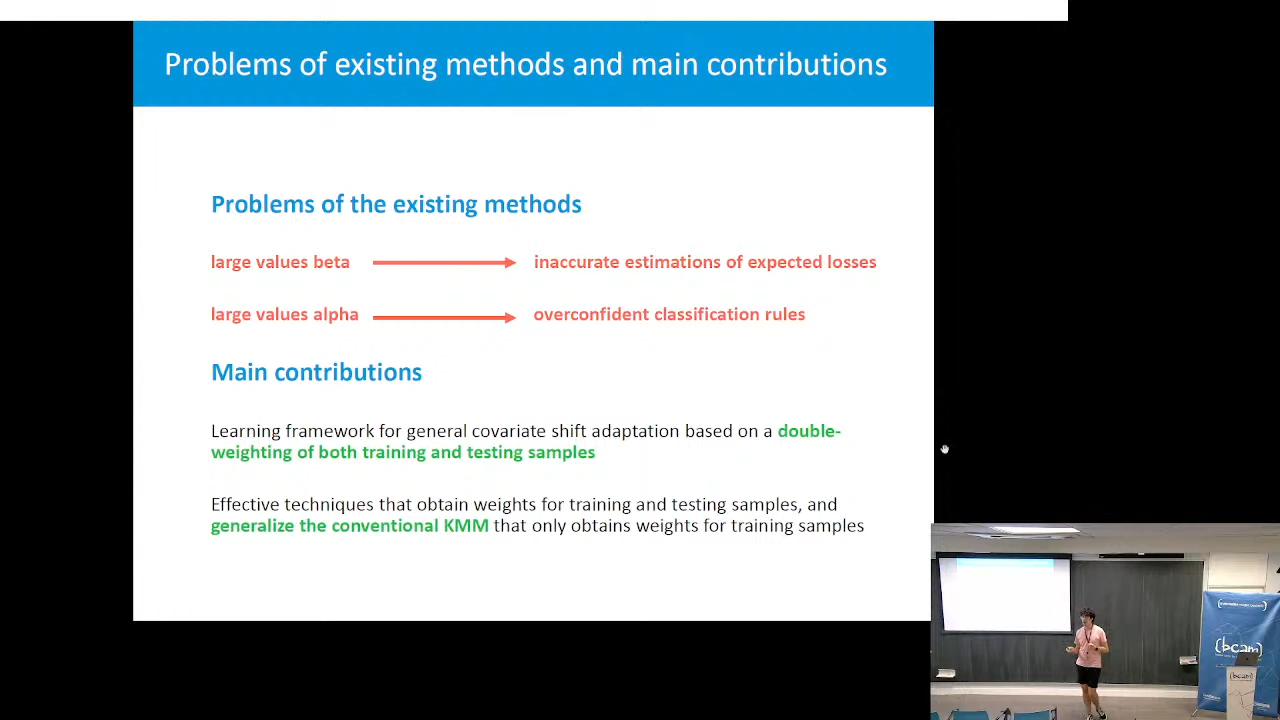 Problems of existing methods and main contributions
Problems of the existing methods
large values beta
inaccurate estimations of expected losses
large values alpha
overconfident classification rules
Main contributions
Learning framework for general covariate shift adaptation based on a double-
weighting of both training and testing samples
Effective techniques that obtain weights for training and testing samples, and
generalize the conventional KMM that only obtains weights for training samples
(bcam)
(bcam)